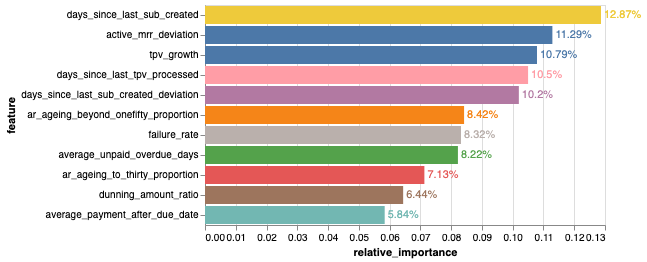 days_since_last_sub_created 12.87%
active_mrr_deviation 11.29%
tpv_growth 10.79%
days_since_last_tpv_processed 10.5%
days_since_last_sub_created_deviation 10.2%
ar_ageing_beyond_onefifty_proportion 8.42%
failure_rate 8.32%
average_unpaid_overdue_days 8.22%
ar_ageing_to_thirty_proportion 7.13%
dunning_amount_ratio 6.44%
average_payment_after_due_date 5.84%
feature
0.00 0.01 0.02 0.03 0.04 0.05 0.06 0.07 0.08 0.09 0.10 0.11 0.12 0.13
relative_importance